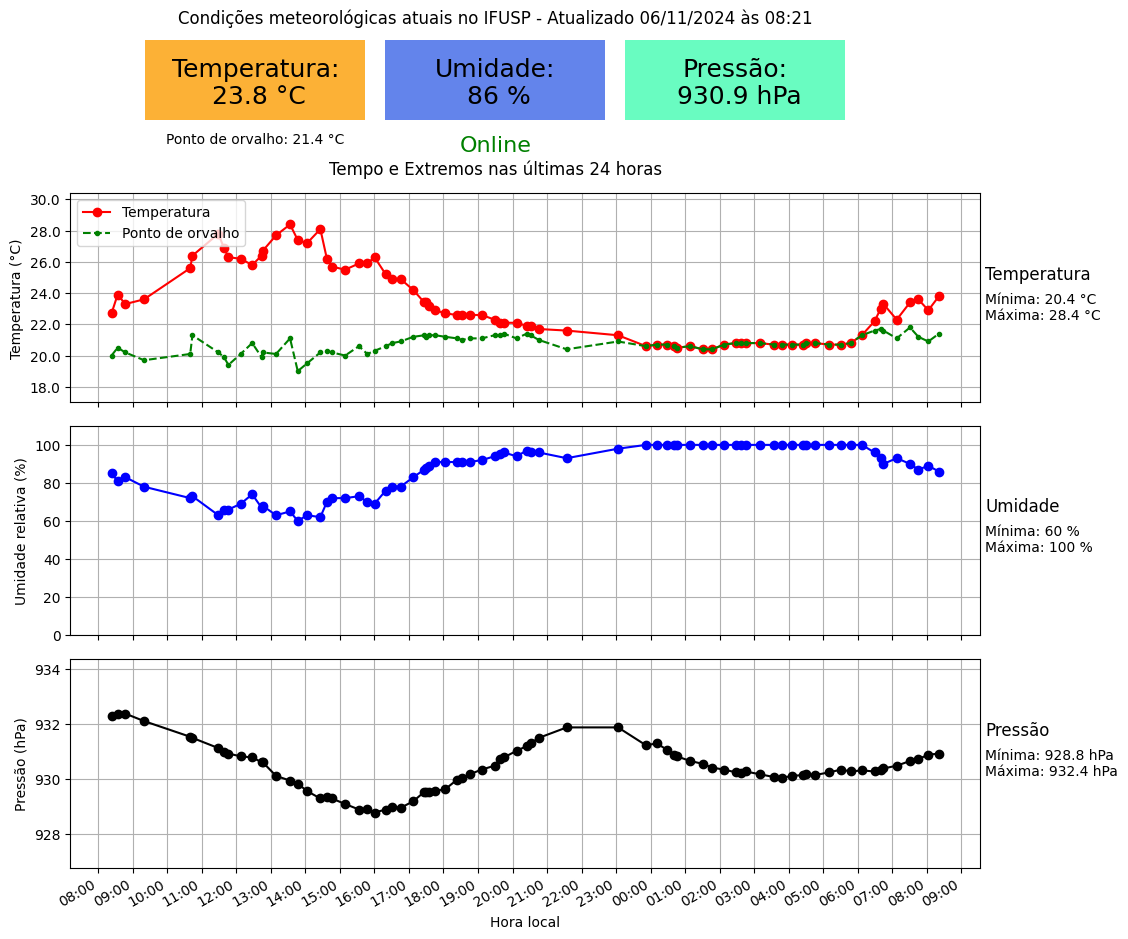 Condições meteorológicas atuais no IFUSP - Atualizado 06/11/2024 às 08:21
Temperatura:
23.8 °C
Umidade:
86 %
Pressão:
930.9 hPa
Ponto de orvalho: 21.4 °C
Online
Tempo e Extremos nas últimas 24 horas
Temperatura (°C)
30.0
28.0
26.0
24.0
22.0
20.0
18.0
Temperatura
Ponto de orvalho
Temperatura
Mínima: 20.4 °C
Máxima: 28.4 °C
Umidade relativa (%)
100
80
60
40
20
0
Umidade
Mínima: 60 %
Máxima: 100 %
Pressão (hPa)
934
932
930
928
Pressão
Mínima: 928.8 hPa
Máxima: 932.4 hPa
08:00 09:00 10:00 11:00 12:00 13:00 14:00 15:00 16:00 17:00 18:00 19:00 20:00 21:00 22:00 23:00 00:00 01:00 02:00 03:00 04:00 05:00 06:00 07:00 08:00 09:00
Hora local